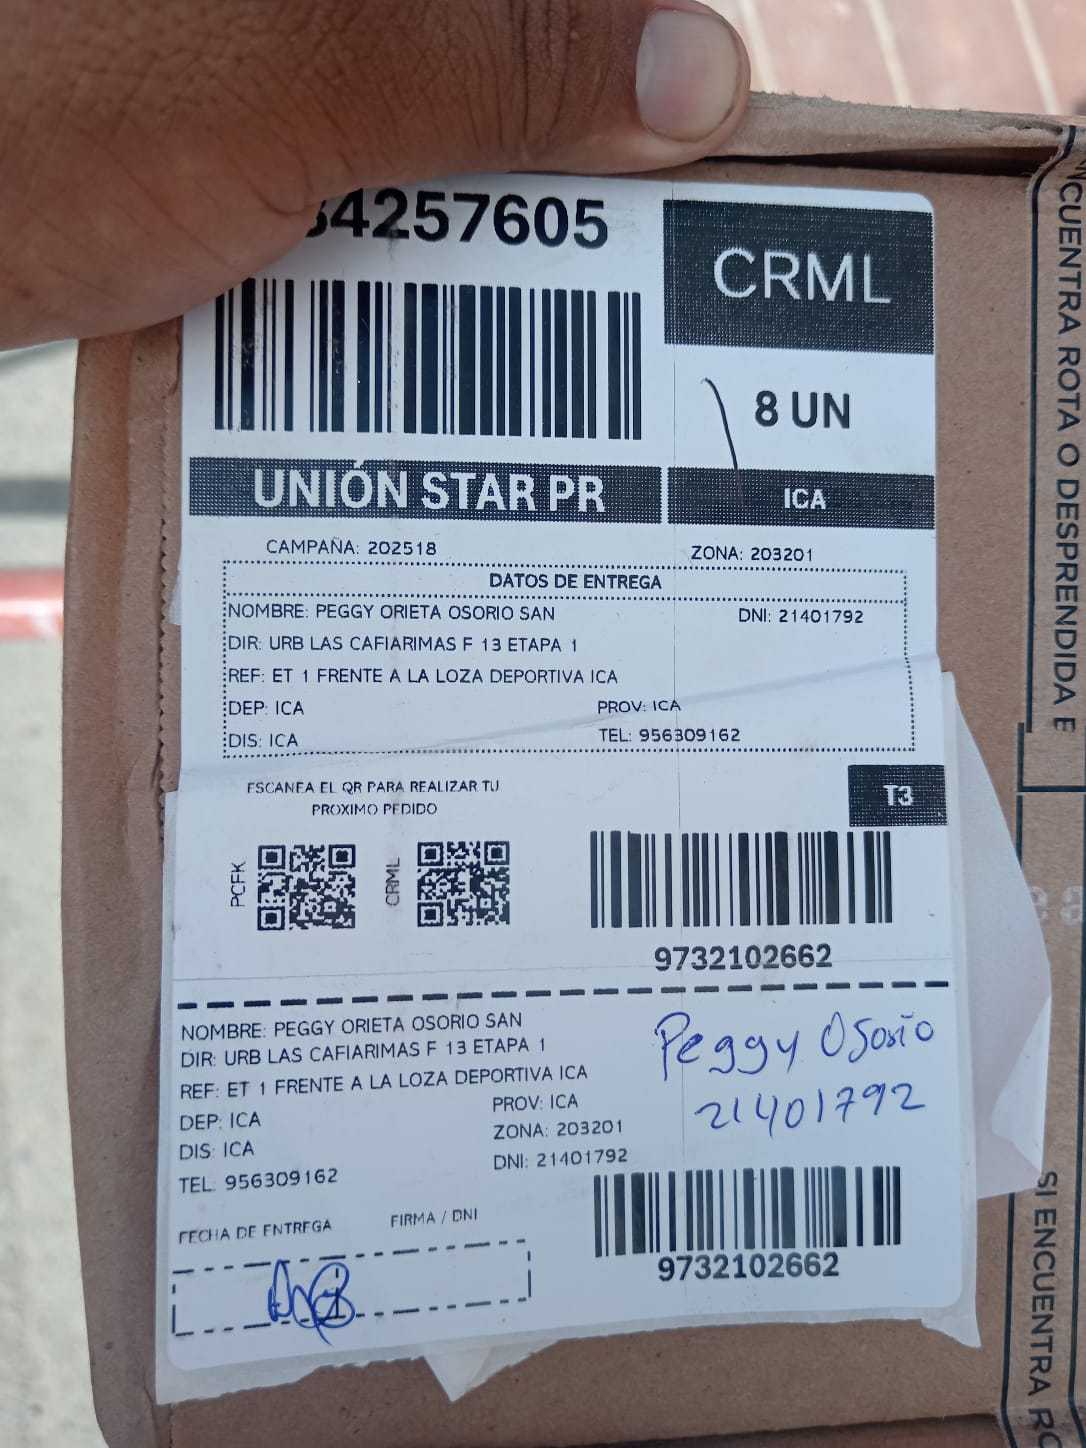 34257605
CRML
8 UN
UNIÓN STAR PR
ICA
CAMPAÑA: 202518
ZONA: 203201
DATOS DE ENTREGA
NOMBRE: PEGGY ORIETA OSORIO SAN DNI: 21401792
DIR: URB LAS CAFIARIMAS F 13 ETAPA 1
REF: ET 1 FRENTE A LA LOZA DEPORTIVA ICA
DEP: ICA PROV: ICA
DIS: ICA TEL: 956309162
ESCANEA EL QR PARA REALIZAR TU
PROXIMO PEDIDO
T3
PCFK
CRML
9732102662
NOMBRE: PEGGY ORIETA OSORIO SAN
DIR: URB LAS CAFIARIMAS F 13 ETAPA 1
REF: ET 1 FRENTE A LA LOZA DEPORTIVA ICA
DEP: ICA PROV: ICA
DIS: ICA ZONA: 203201
TEL: 956309162 DNI: 21401792
Peggy Osorio
21401792
FECHA DE ENTREGA FIRMA / DNI
9732102662
NCUENTRA ROTA O DESPRENDIDA E
SI ENCUENTRA RO